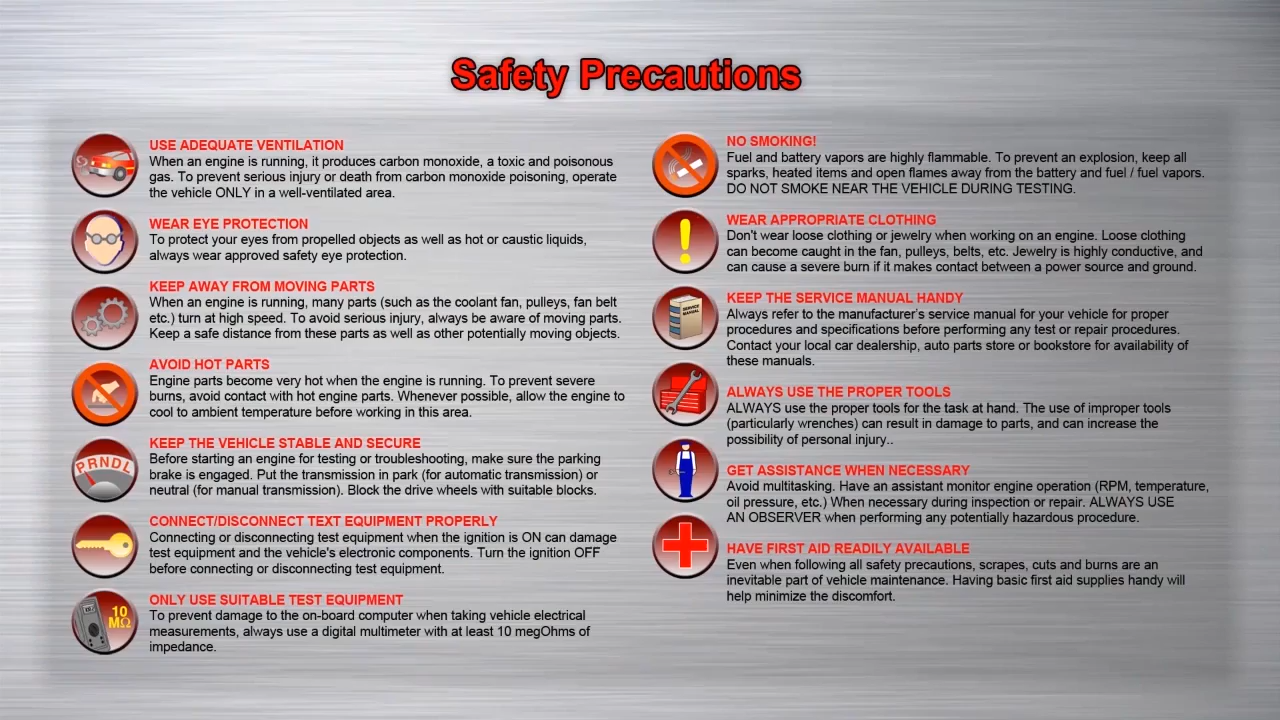 Safety Precautions
USE ADEQUATE VENTILATION
When an engine is running, it produces carbon monoxide, a toxic and poisonous
gas. To prevent serious injury or death from carbon monoxide poisoning, operate
the vehicle ONLY in a well-ventilated area.
WEAR EYE PROTECTION
To protect your eyes from propelled objects as well as hot or caustic liquids,
always wear approved safety eye protection.
KEEP AWAY FROM MOVING PARTS
When an engine is running, many parts (such as the coolant fan, pulleys, fan belt
etc.) turn at high speed. To avoid serious injury, always be aware of moving parts.
Keep a safe distance from these parts as well as other potentially moving objects.
AVOID HOT PARTS
Engine parts become very hot when the engine is running. To prevent severe
burns, avoid contact with hot engine parts. Whenever possible, allow the engine to
cool to ambient temperature before working in this area.
PRNDL
KEEP THE VEHICLE STABLE AND SECURE
Before starting an engine for testing or troubleshooting, make sure the parking
brake is engaged. Put the transmission in park (for automatic transmission) or
neutral (for manual transmission). Block the drive wheels with suitable blocks.
CONNECT/DISCONNECT TEXT EQUIPMENT PROPERLY
Connecting or disconnecting test equipment when the ignition is ON can damage
test equipment and the vehicle's electronic components. Turn the ignition OFF
before connecting or disconnecting test equipment.
10
MΩ
ONLY USE SUITABLE TEST EQUIPMENT
To prevent damage to the on-board computer when taking vehicle electrical
measurements, always use a digital multimeter with at least 10 megOhms of
impedance.
NO SMOKING!
Fuel and battery vapors are highly flammable. To prevent an explosion, keep all
sparks, heated items and open flames away from the battery and fuel / fuel vapors.
DO NOT SMOKE NEAR THE VEHICLE DURING TESTING.
WEAR APPROPRIATE CLOTHING
Don't wear loose clothing or jewelry when working on an engine. Loose clothing
can become caught in the fan, pulleys, belts, etc. Jewelry is highly conductive, and
can cause a severe burn if it makes contact between a power source and ground.
SERVICE
MANUAL
KEEP THE SERVICE MANUAL HANDY
Always refer to the manufacturer's service manual for your vehicle for proper
procedures and specifications before performing any test or repair procedures.
Contact your local car dealership, auto parts store or bookstore for availability of
these manuals.
ALWAYS USE THE PROPER TOOLS
ALWAYS use the proper tools for the task at hand. The use of improper tools
(particularly wrenches) can result in damage to parts, and can increase the
possibility of personal injury..
GET ASSISTANCE WHEN NECESSARY
Avoid multitasking. Have an assistant monitor engine operation (RPM, temperature,
oil pressure, etc.) When necessary during inspection or repair. ALWAYS USE
AN OBSERVER when performing any potentially hazardous procedure.
HAVE FIRST AID READILY AVAILABLE
Even when following all safety precautions, scrapes, cuts and burns are an
inevitable part of vehicle maintenance. Having basic first aid supplies handy will
help minimize the discomfort.